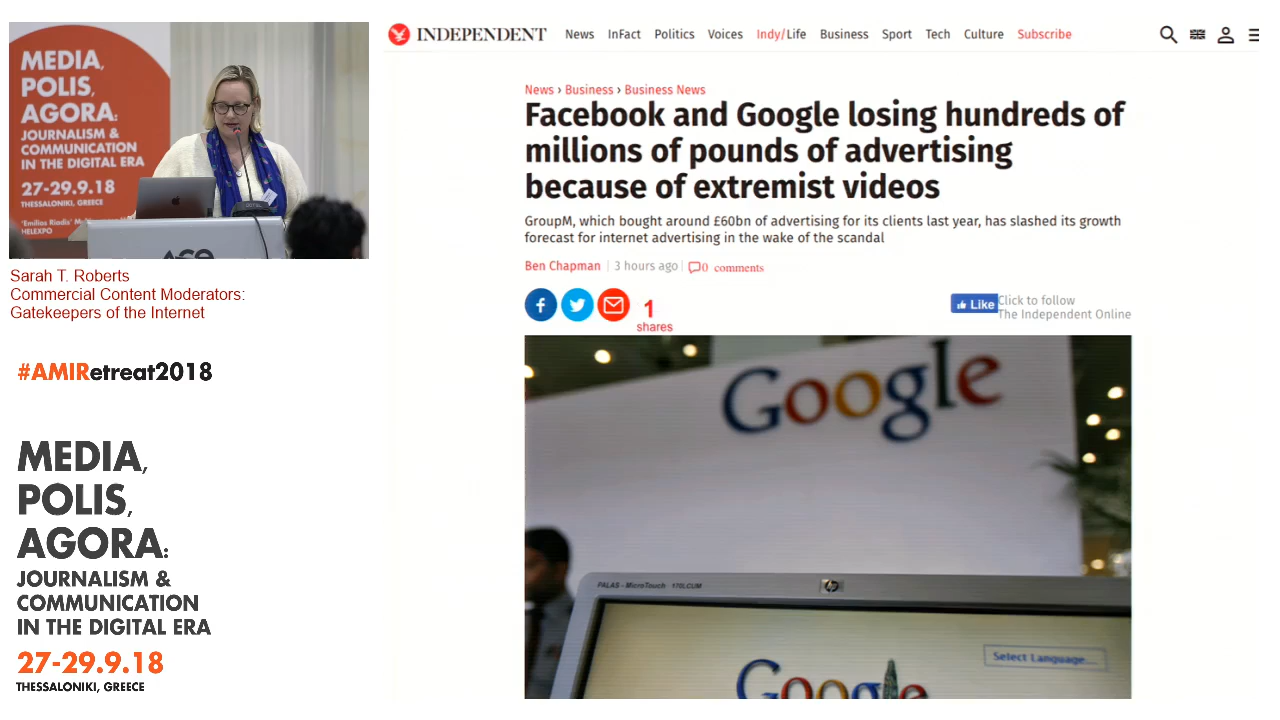 MEDIA,
POLIS,
AGORA:
JOURNALISM &
COMMUNICATION
IN THE DIGITAL ERA
27-29.9.18
THESSALONIKI, GREECE
HELEXPO
Sarah T. Roberts
Commercial Content Moderators:
Gatekeepers of the Internet
#AMIRetreat2018
MEDIA,
POLIS,
AGORA:
JOURNALISM &
COMMUNICATION
IN THE DIGITAL ERA
27-29.9.18
THESSALONIKI, GREECE
INDEPENDENT News InFact Politics Voices Indy/Life Business Sport Tech Culture Subscribe
News › Business › Business News
Facebook and Google losing hundreds of
millions of pounds of advertising
because of extremist videos
GroupM, which bought around £60bn of advertising for its clients last year, has slashed its growth
forecast for internet advertising in the wake of the scandal
Ben Chapman | 3 hours ago | 0 comments
1
shares
Like Click to follow
The Independent Online
Google
PALAS - MicroTouch 170LCUM
hp
Select Language...
Google